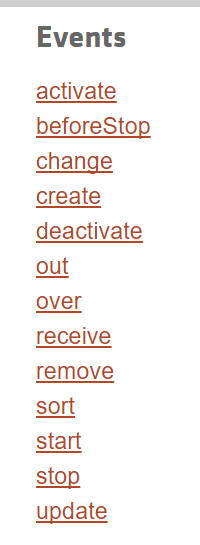 Events
activate
beforeStop
change
create
deactivate
out
over
receive
remove
sort
start
stop
update